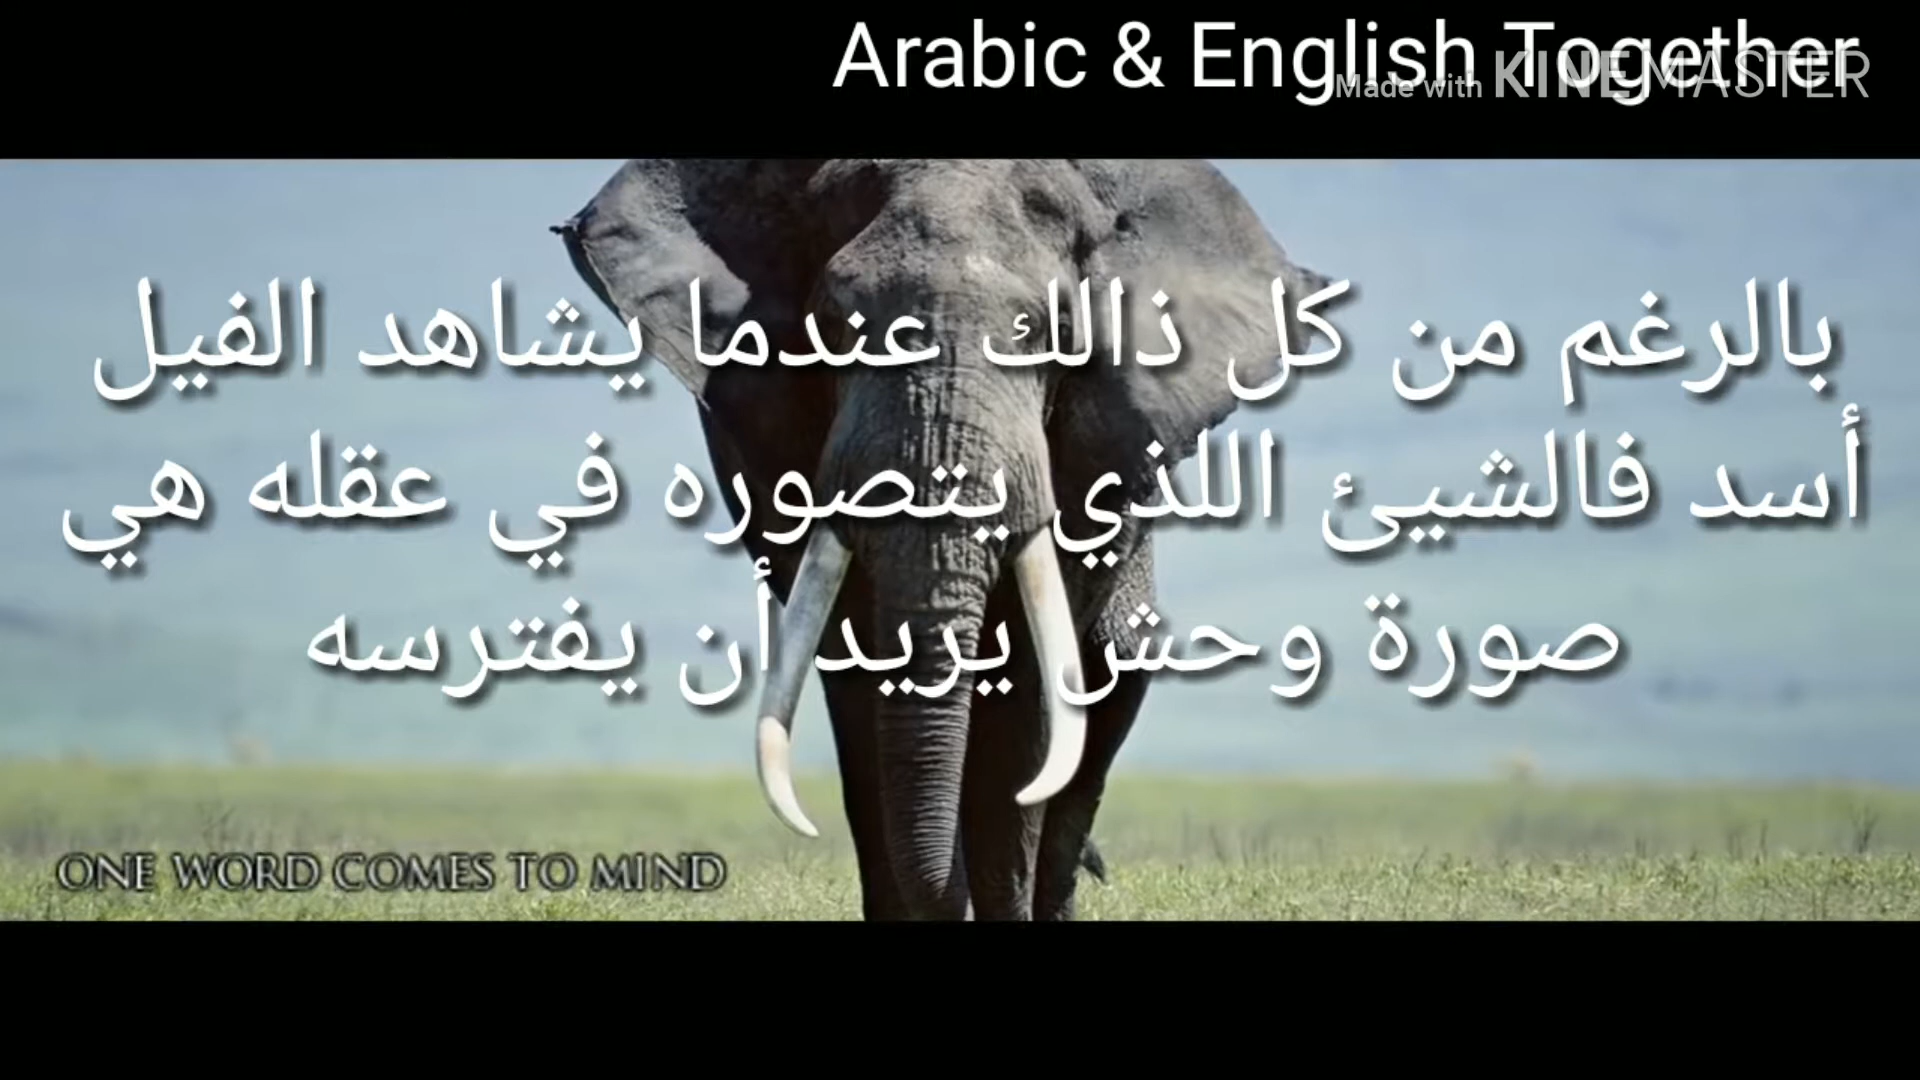 Arabic & English Together
Made with KINEMASTER
بالرغم من كل ذالك عندما يشاهد الفيل
أسد فالشيئ اللذي يتصوره في عقله هي
صورة وحش يريد أن يفترسه
ONE WORD COMES TO MIND